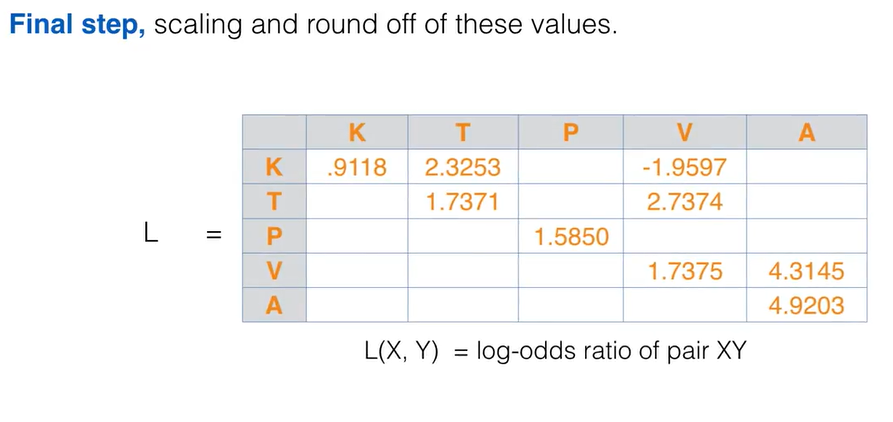 Final step, scaling and round off of these values.
K T P V A
K .9118 2.3253 -1.9597
T 1.7371 2.7374
L = P 1.5850
V 1.7375 4.3145
A 4.9203
L(X, Y) = log-odds ratio of pair XY